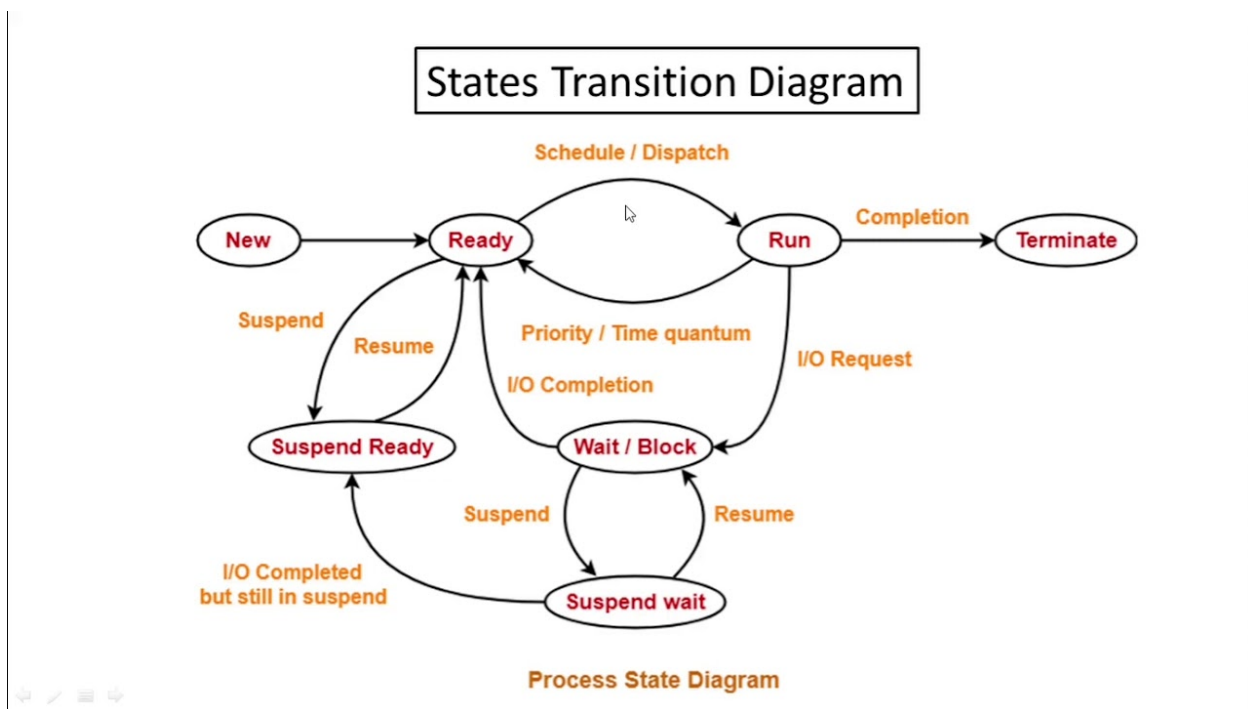 States Transition Diagram
Schedule / Dispatch
New
Ready
Run
Completion
Terminate
Suspend
Resume
Priority / Time quantum
I/O Completion
I/O Request
Suspend Ready
Wait / Block
Suspend
Resume
I/O Completed
but still in suspend
Suspend wait
Process State Diagram